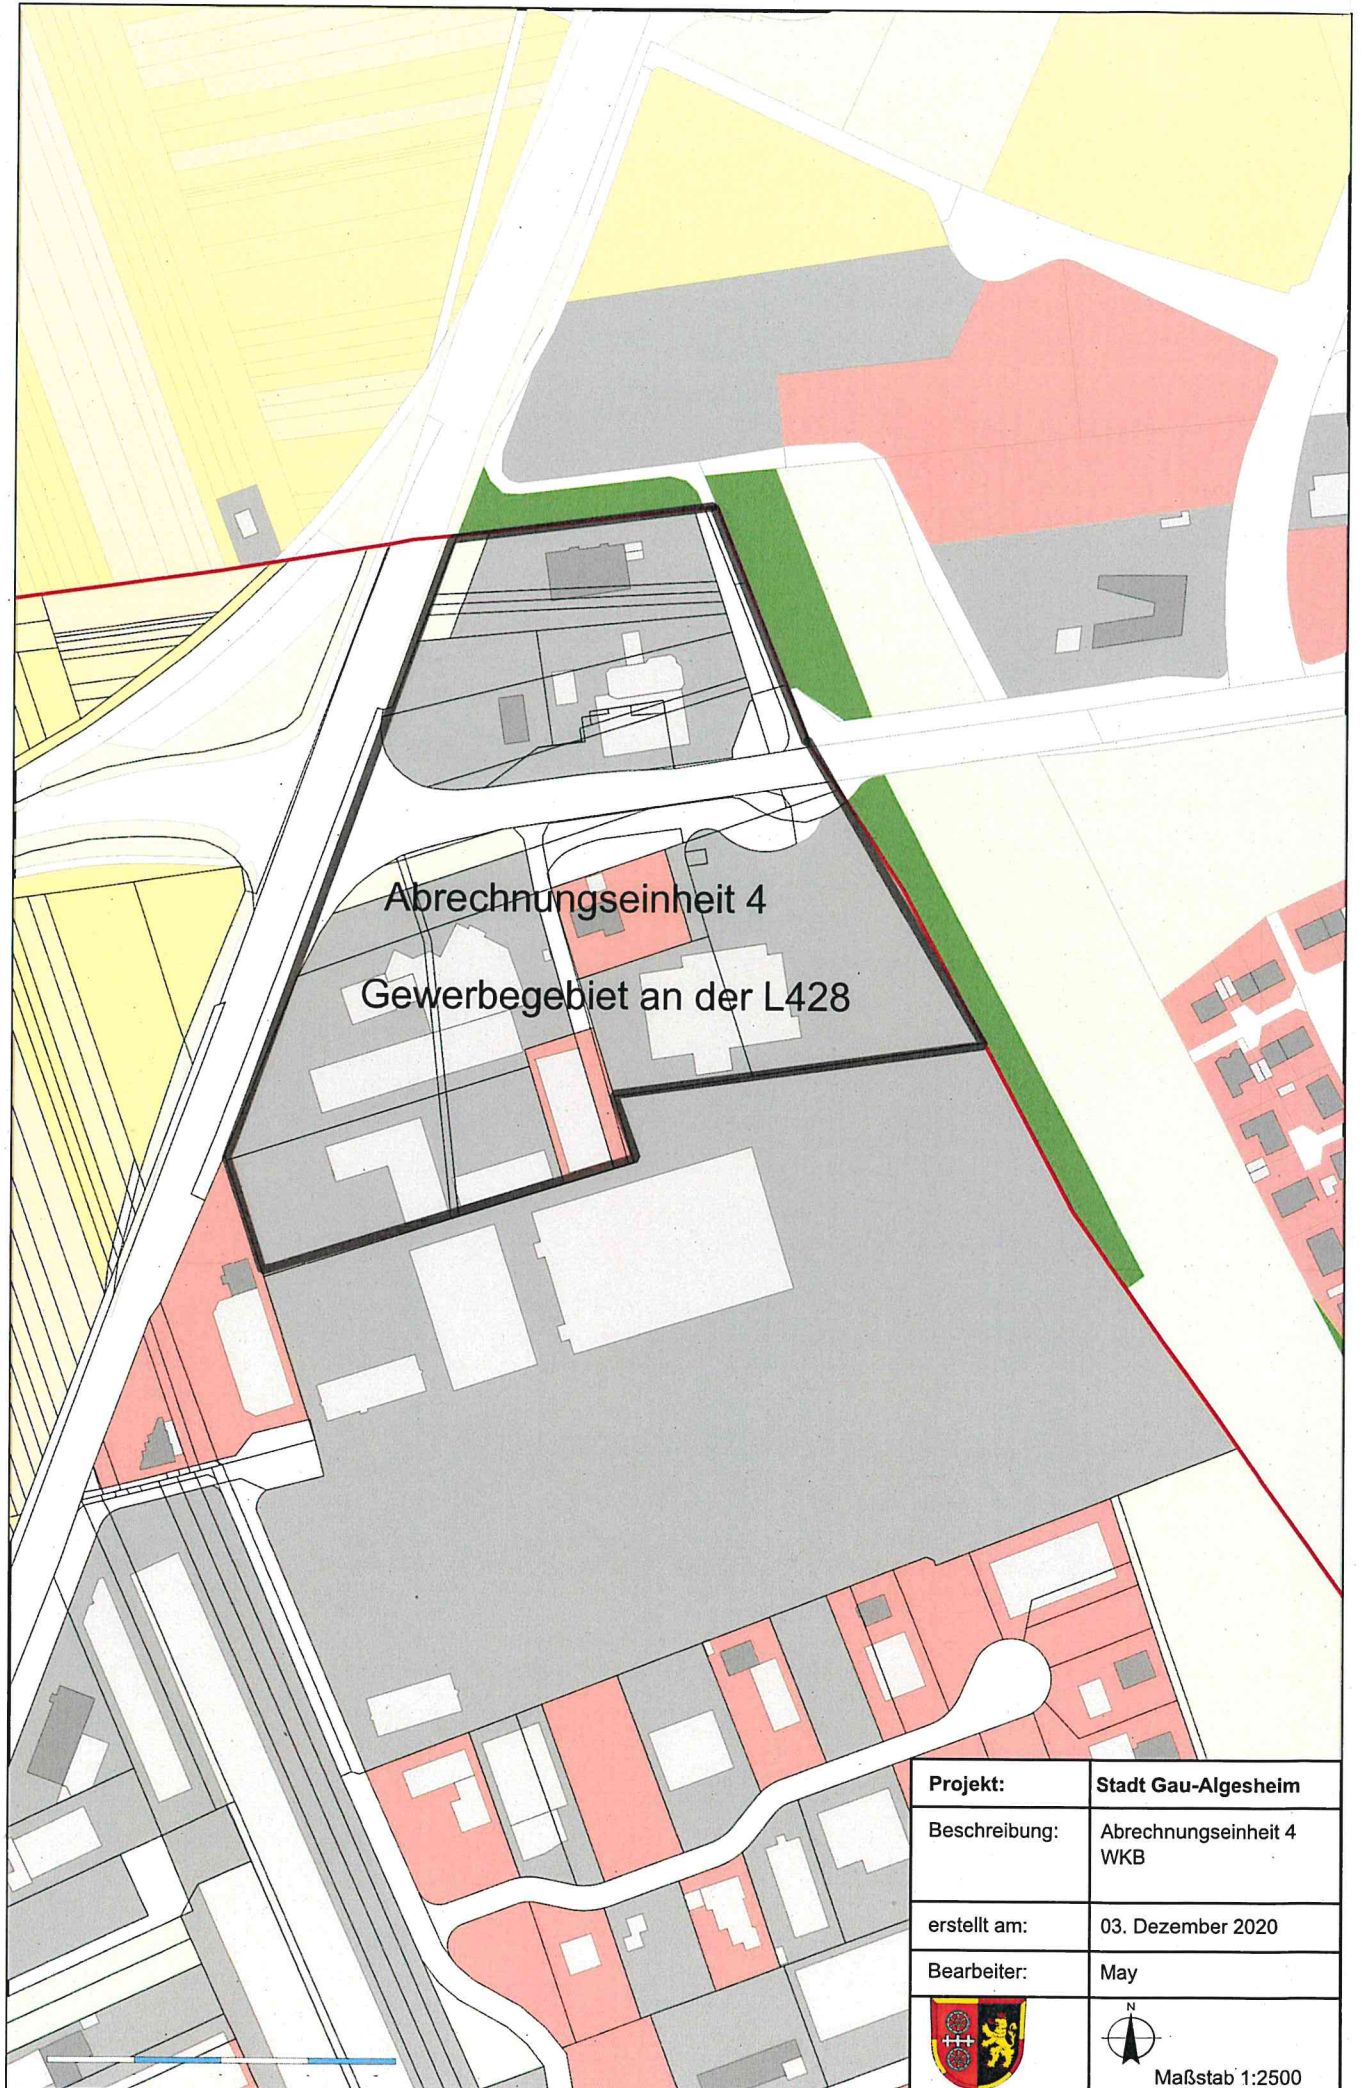 Abrechnungseinheit 4
Gewerbegebiet an der L428
Projekt: Stadt Gau-Algesheim
Beschreibung: Abrechnungseinheit 4
WKB
erstellt am: 03. Dezember 2020
Bearbeiter: May
N
Maßstab 1:2500